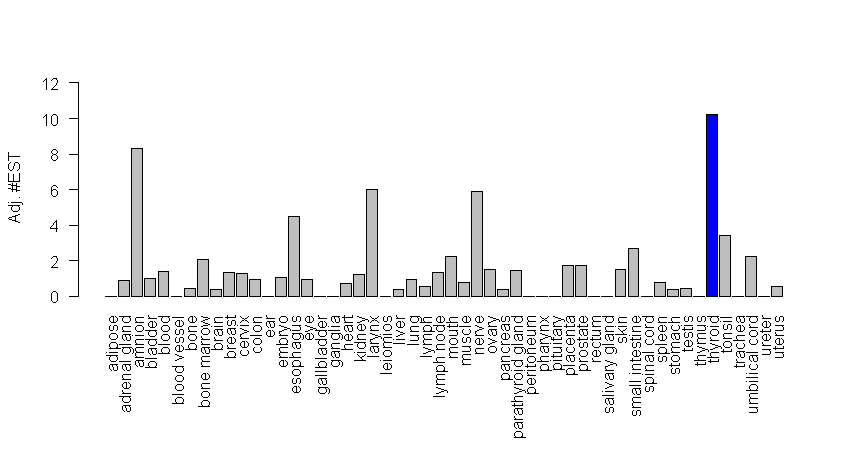 Adj. #EST
12
10
8
6
4
2
0
adipose
adrenal gland
amnion
bladder
blood
blood vessel
bone
bone marrow
brain
breast
cervix
colon
ear
embryo
esophagus
eye
gallbladder
ganglia
heart
kidney
larynx
leiomios
liver
lung
lymph
lymph node
mouth
muscle
nerve
ovary
pancreas
parathyroid gland
peritoneum
pharynx
pituitary
placenta
prostate
rectum
salivary gland
skin
small intestine
spinal cord
spleen
stomach
testis
thymus
thyroid
tonsil
trachea
umbilical cord
ureter
uterus